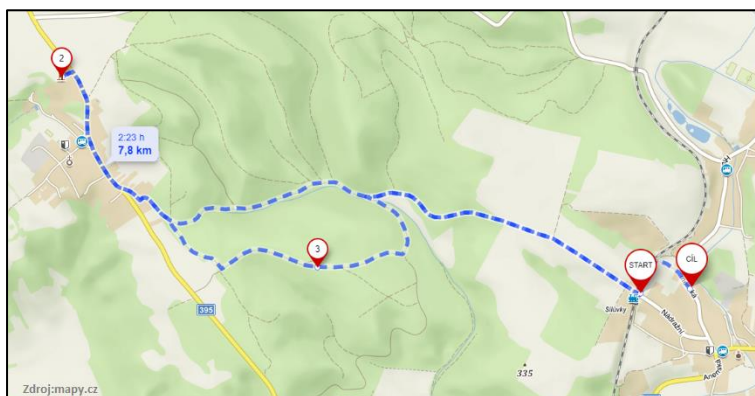 2
2:23 h
7,8 km
3
START
CÍL
Silůvky
Nádražní
395
335
Zdroj:mapy.cz